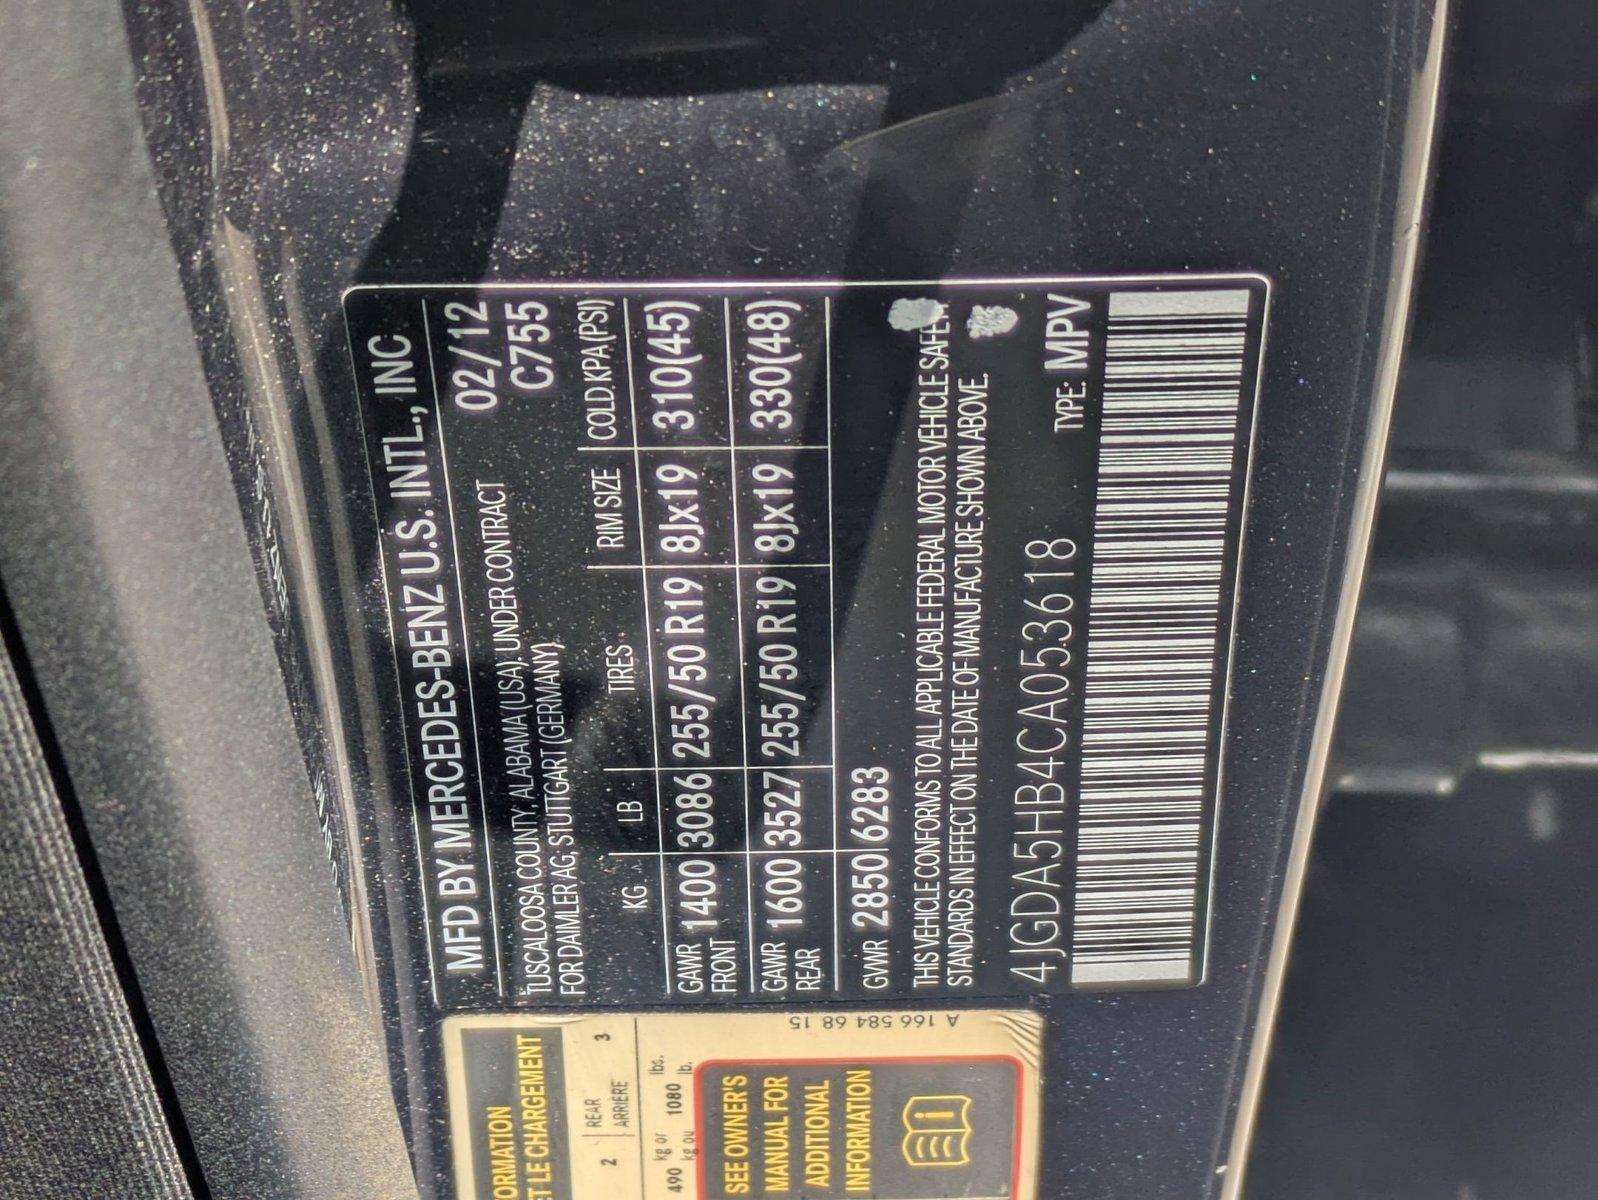 MFD BY MERCEDES-BENZ U.S. INTL., INC
02/12
TUSCALOOSA COUNTY, ALABAMA (USA), UNDER CONTRACT C755
FOR DAIMLER AG, STUTTGART (GERMANY)
KG LB TIRES RIM SIZE COLD.KPA(PSI)
GAWR FRONT 1400 3086 255/50 R19 8Jx19 310(45)
GAWR REAR 1600 3527 255/50 R19 8Jx19 330(48)
GVWR 2850 6283
THIS VEHICLE CONFORMS TO ALL APPLICABLE FEDERAL MOTOR VEHICLE SAFETY
STANDARDS IN EFFECT ON THE DATE OF MANUFACTURE SHOWN ABOVE.
4JGDA5HB4CA053618 TYPE: MPV
ORMATION
ET LE CHARGEMENT
2 REAR 3
ARRIÈRE
490 kg or 1080 lbs.
kg ou lb.
SEE OWNER'S
MANUAL FOR
ADDITIONAL
INFORMATION
A 166 584 68 15